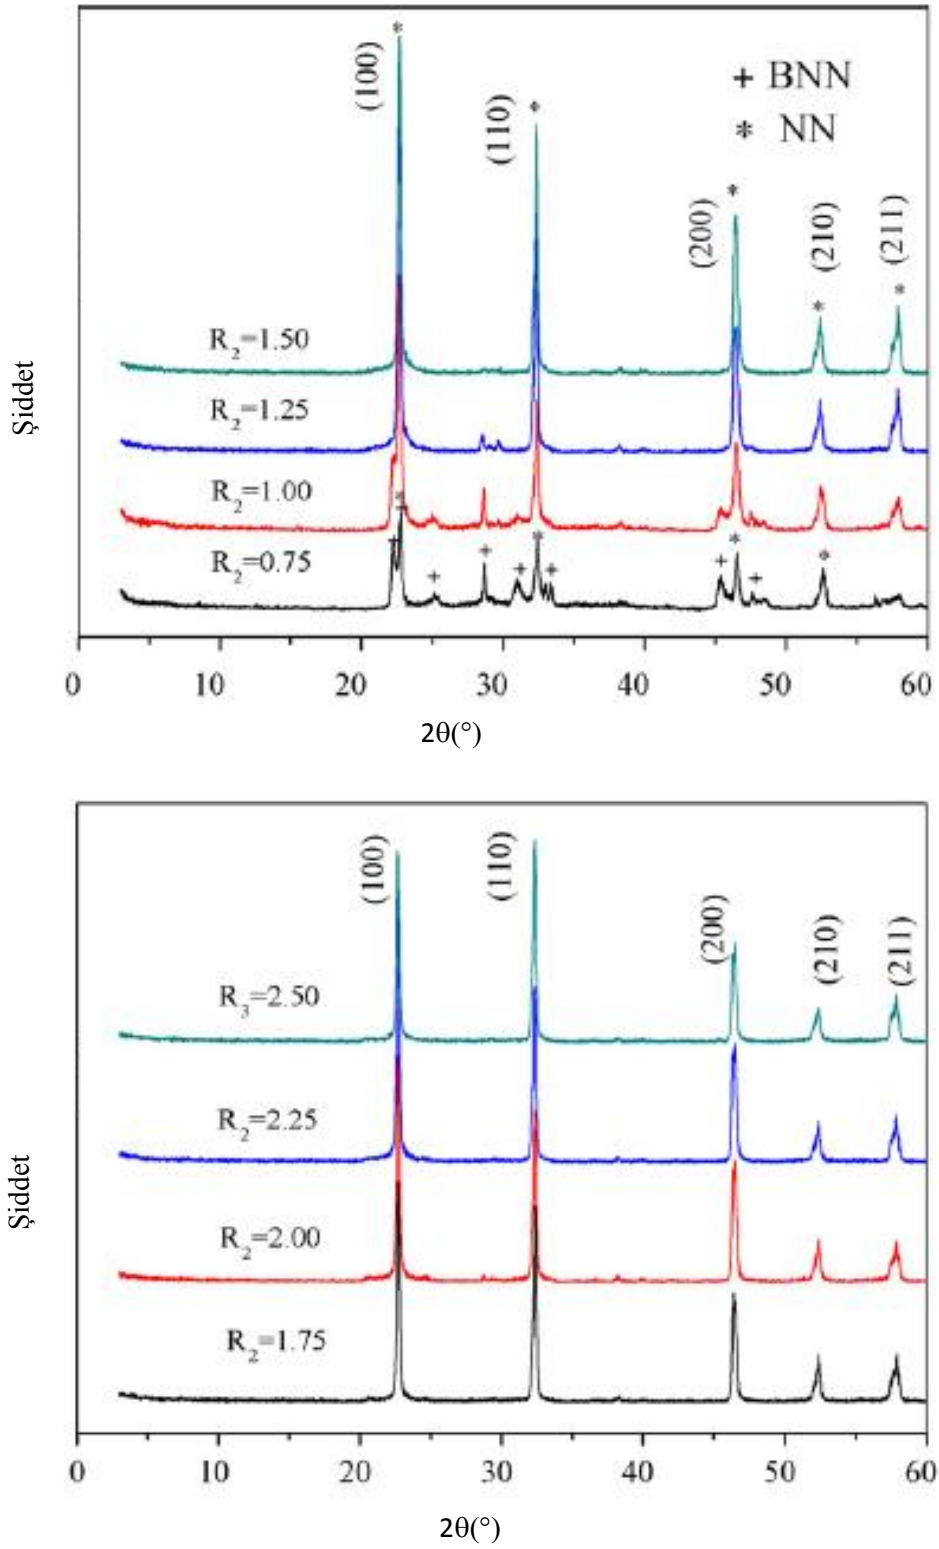 (100)
(110)
(200)
(210)
(211)
+ BNN
* NN
R2=1.50
R2=1.25
R2=1.00
R2=0.75
Şiddet
0 10 20 30 40 50 60
2θ(°)
(100)
(110)
(200)
(210)
(211)
R3=2.50
R2=2.25
R2=2.00
R2=1.75
Şiddet
0 10 20 30 40 50 60
2θ(°)